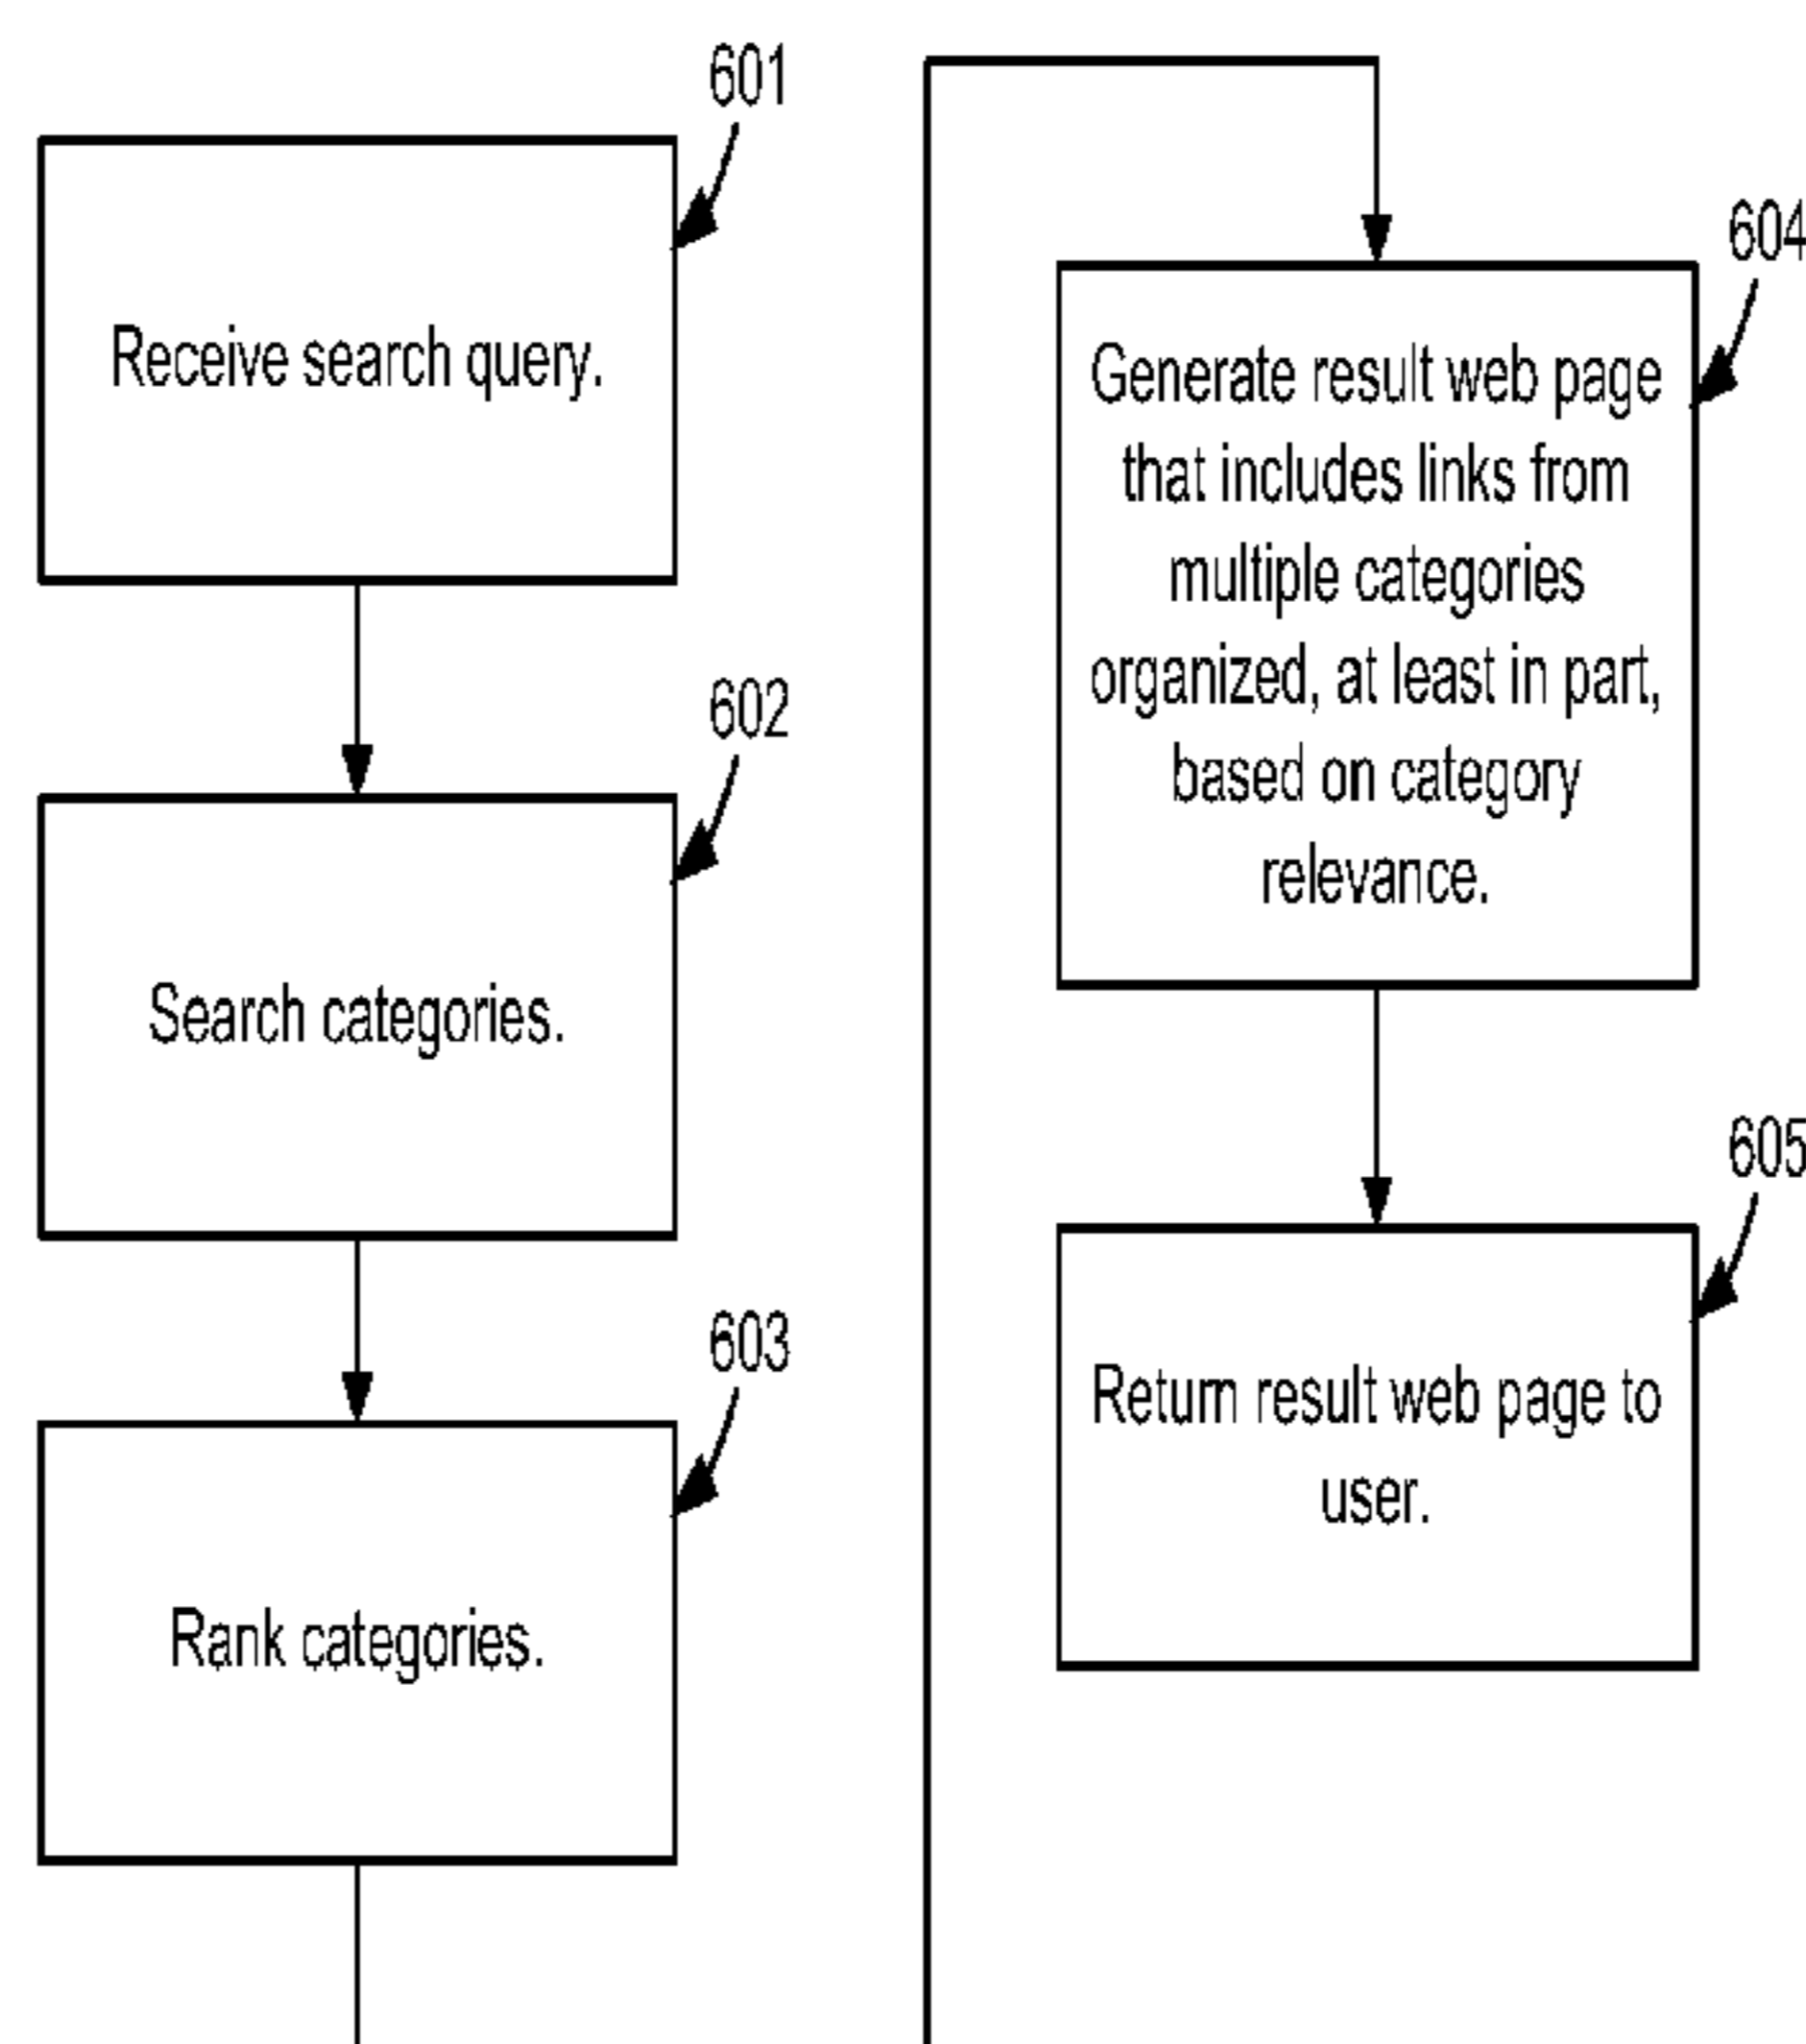 601
Receive search query.
602
Search categories.
603
Rank categories.
604
Generate result web page
that includes links from
multiple categories
organized, at least in part,
based on category
relevance.
605
Return result web page to
user.